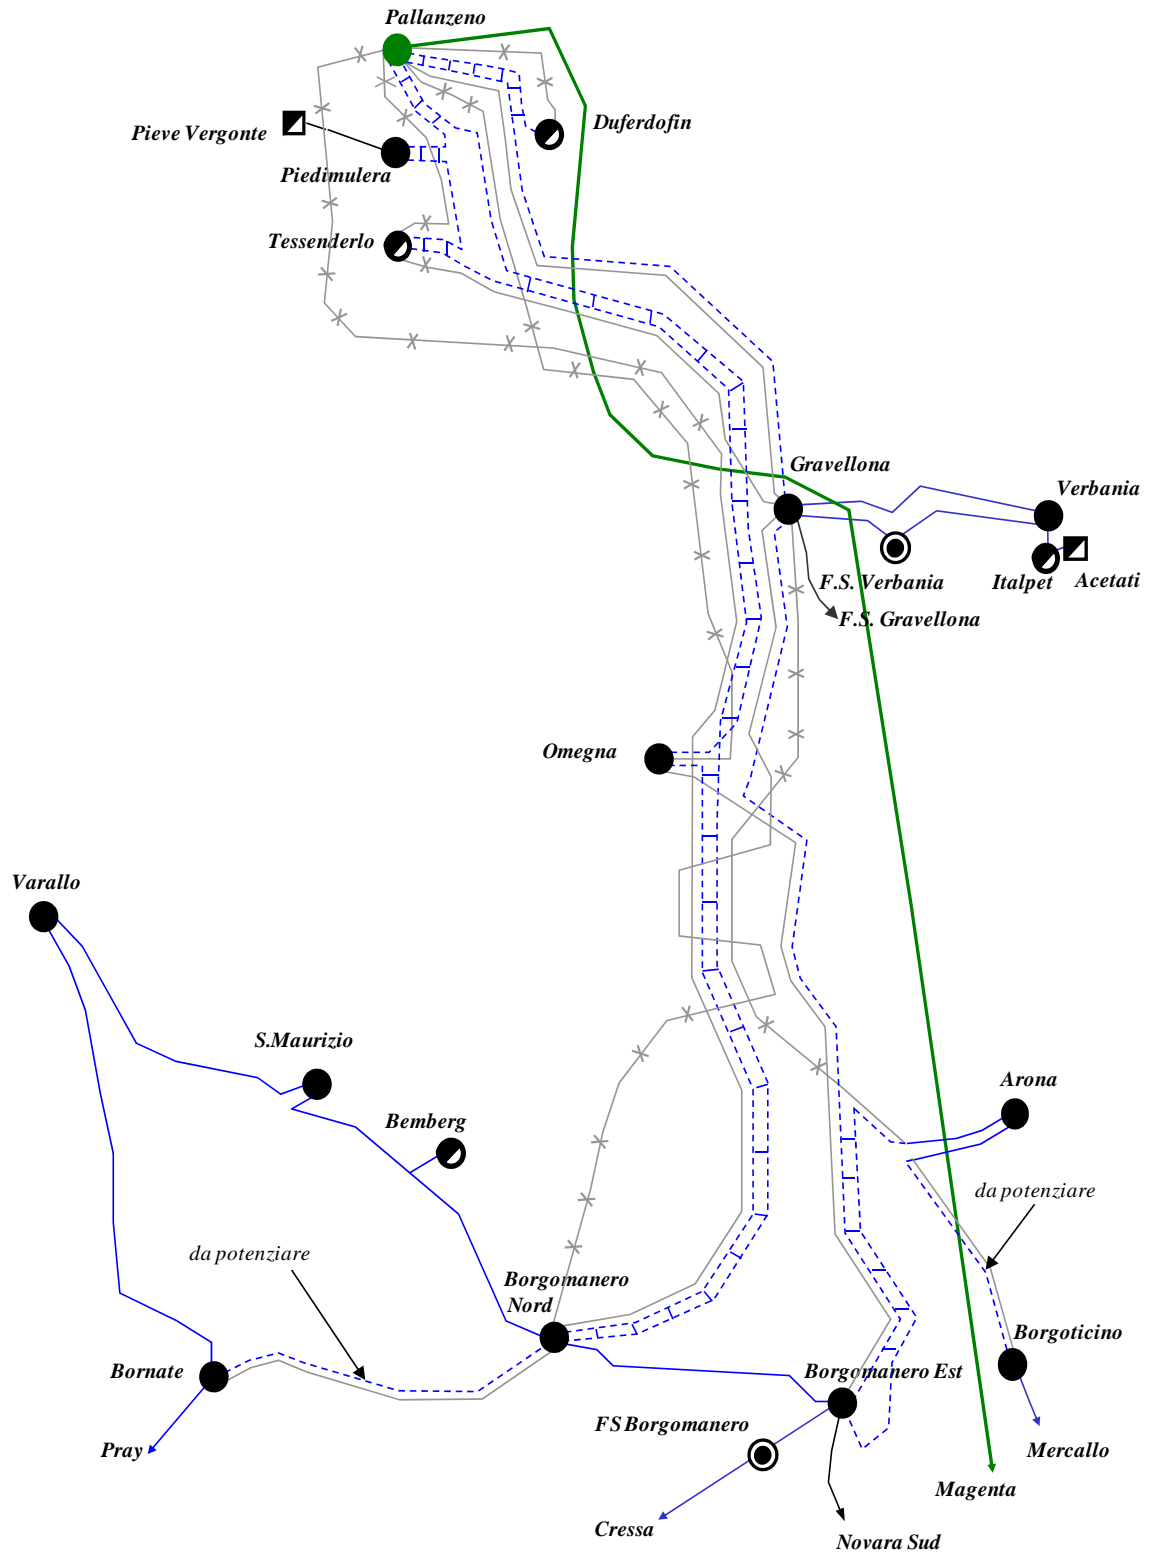 Pallanzeno
Duferdofin
Pieve Vergonte
Piedimulera
Tessenderlo
Gravellona
Verbania
F.S. Verbania
Italpet
Acetati
F.S. Gravellona
Omegna
Varallo
S.Maurizio
Arona
Bemberg
da potenziare
da potenziare
Borgomanero
Nord
Borgoticino
Bornate
Borgomanero Est
FS Borgomanero
Pray
Mercallo
Magenta
Cressa
Novara Sud